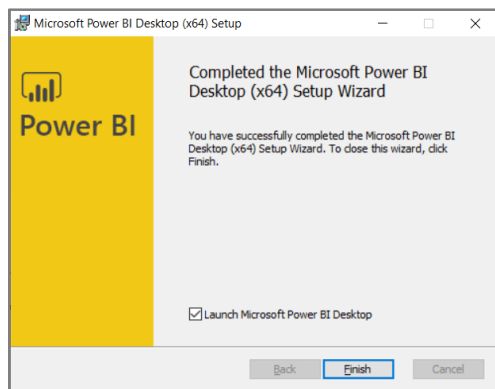 Microsoft Power BI Desktop (x64) Setup
Completed the Microsoft Power BI
Desktop (x64) Setup Wizard
Power BI
You have successfully completed the Microsoft Power BI
Desktop (x64) Setup Wizard. To close this wizard, click
Finish.
Launch Microsoft Power BI Desktop
Back
Finish
Cancel